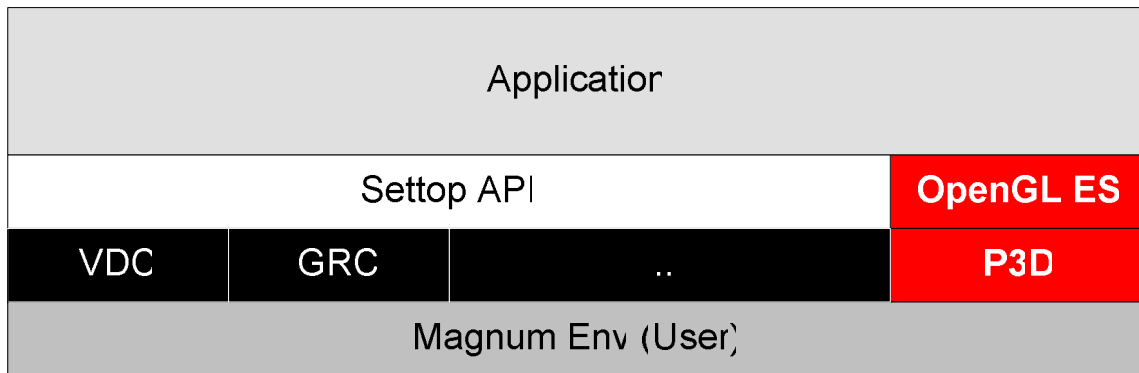 Application
Settop API
OpenGL ES
VDC
GRC
..
P3D
Magnum Env (User)